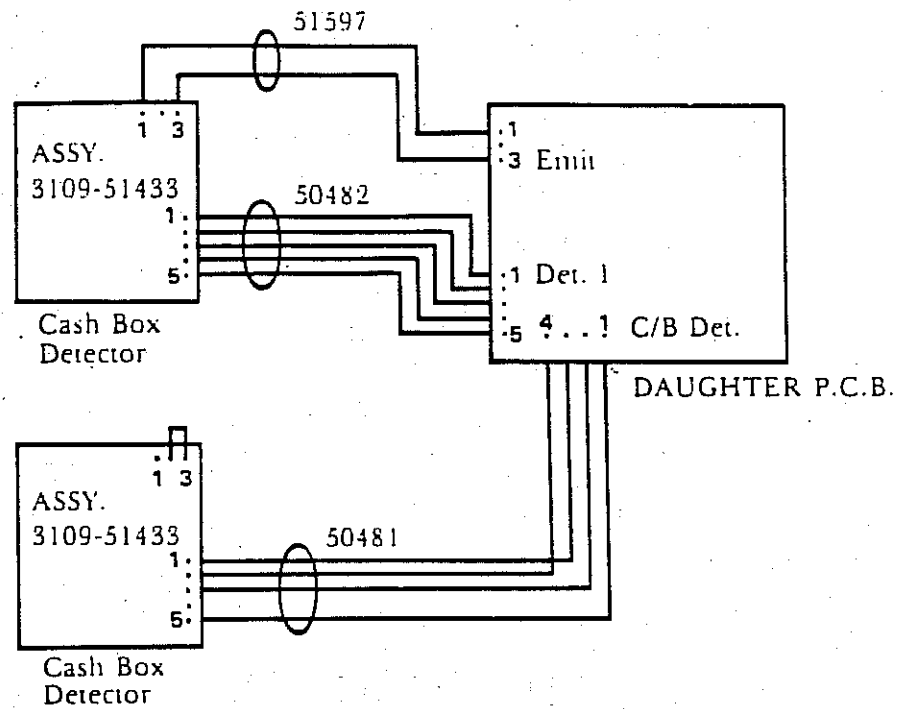 51597
1 3
ASSY.
3109-51433
1
5
Cash Box
Detector
50482
1
3 Emit
1 Det. 1
5 4 1 C/B Det.
DAUGHTER P.C.B.
1 3
ASSY.
3109-51433
1
5
Cash Box
Detector
50481